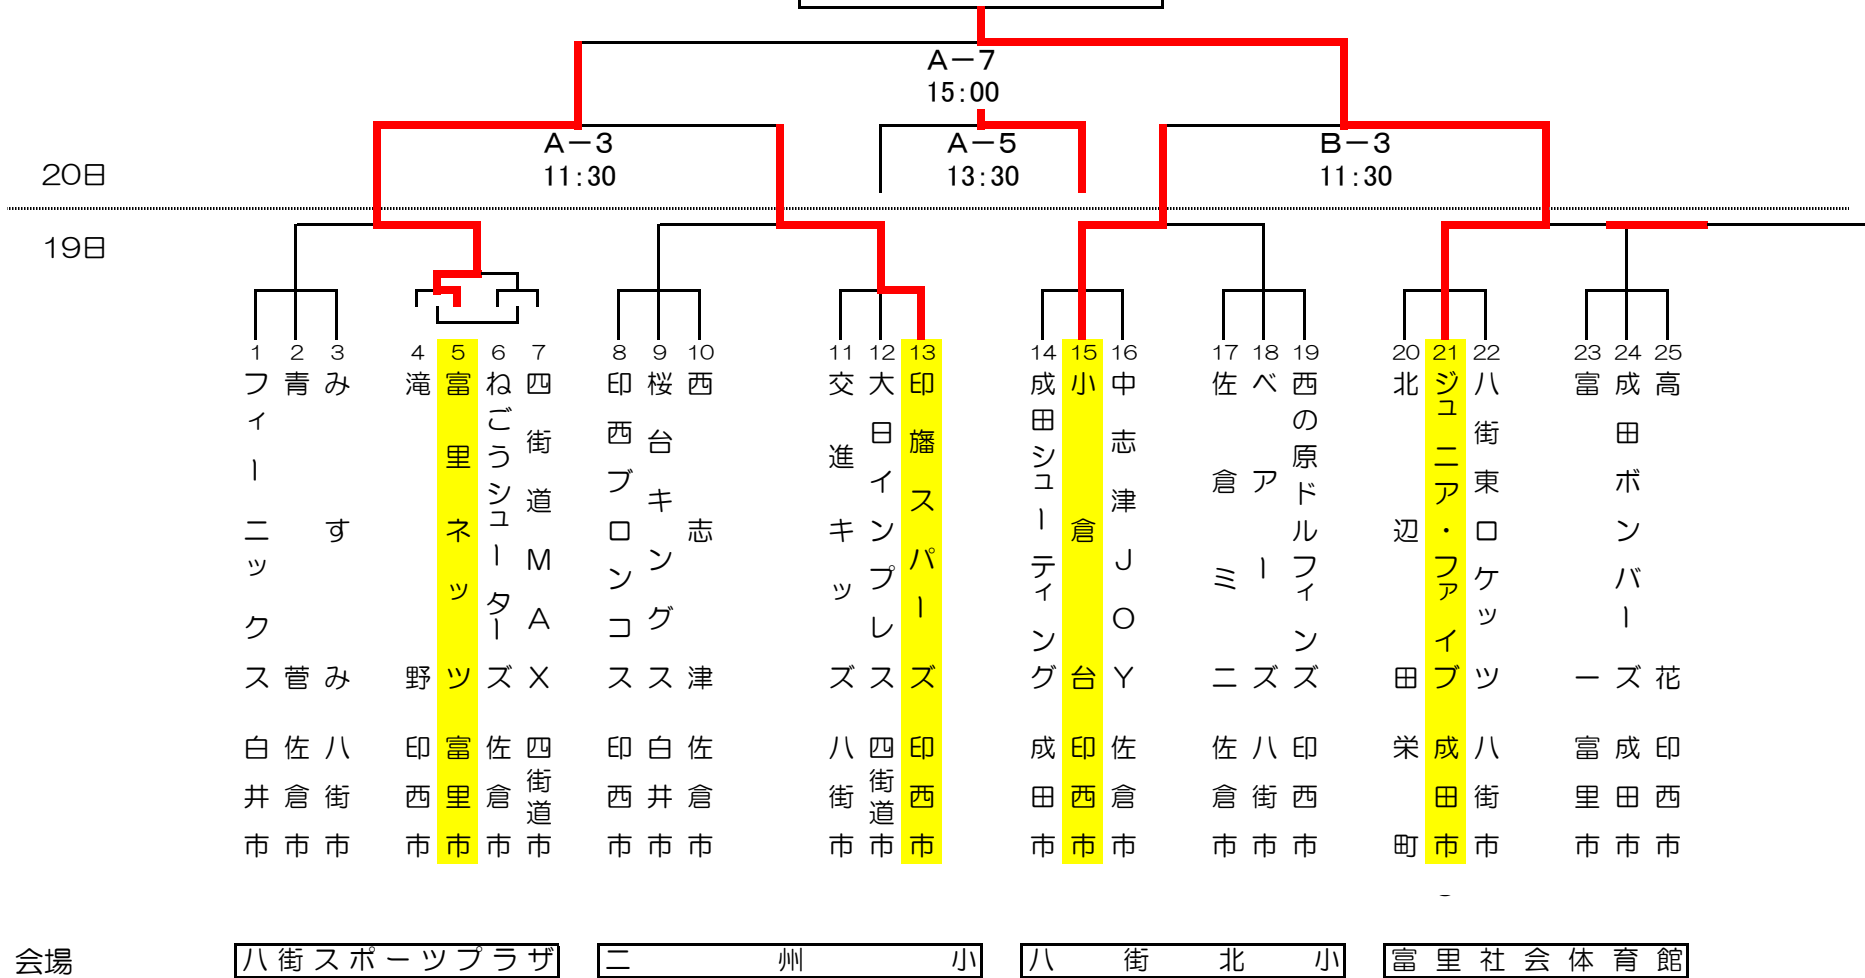 A−7
15:00
A−3
11:30
A−5
13:30
B−3
11:30
20日
19日
1 フィーニックス 白井市
2 青菅 佐倉市
3 みすみ 八街市
4 滝野 印西市
5 富里ネッツ 富里市
6 ねごうシューターズ 佐倉市
7 四街道MAX 四街道市
8 印西ブロンコス 印西市
9 桜台キングス 白井市
10 西志津 佐倉市
11 交進キッズ 八街市
12 大日インプレス 四街道市
13 印旛スパーズ 印西市
14 成田シューティング 成田市
15 小倉台 印西市
16 中志津JOY 佐倉市
17 佐倉ミニ 佐倉市
18 ベアーズ 八街市
19 西の原ドルフィンズ 印西市
20 北辺田 栄町
21 ジュニア・ファイブ 成田市
22 八街東ロケッツ 八街市
23 富一 富里市
24 成田ボンバーズ 成田市
25 高花 印西市
会場
八街スポーツプラザ
二州小
八街北小
富里社会体育館